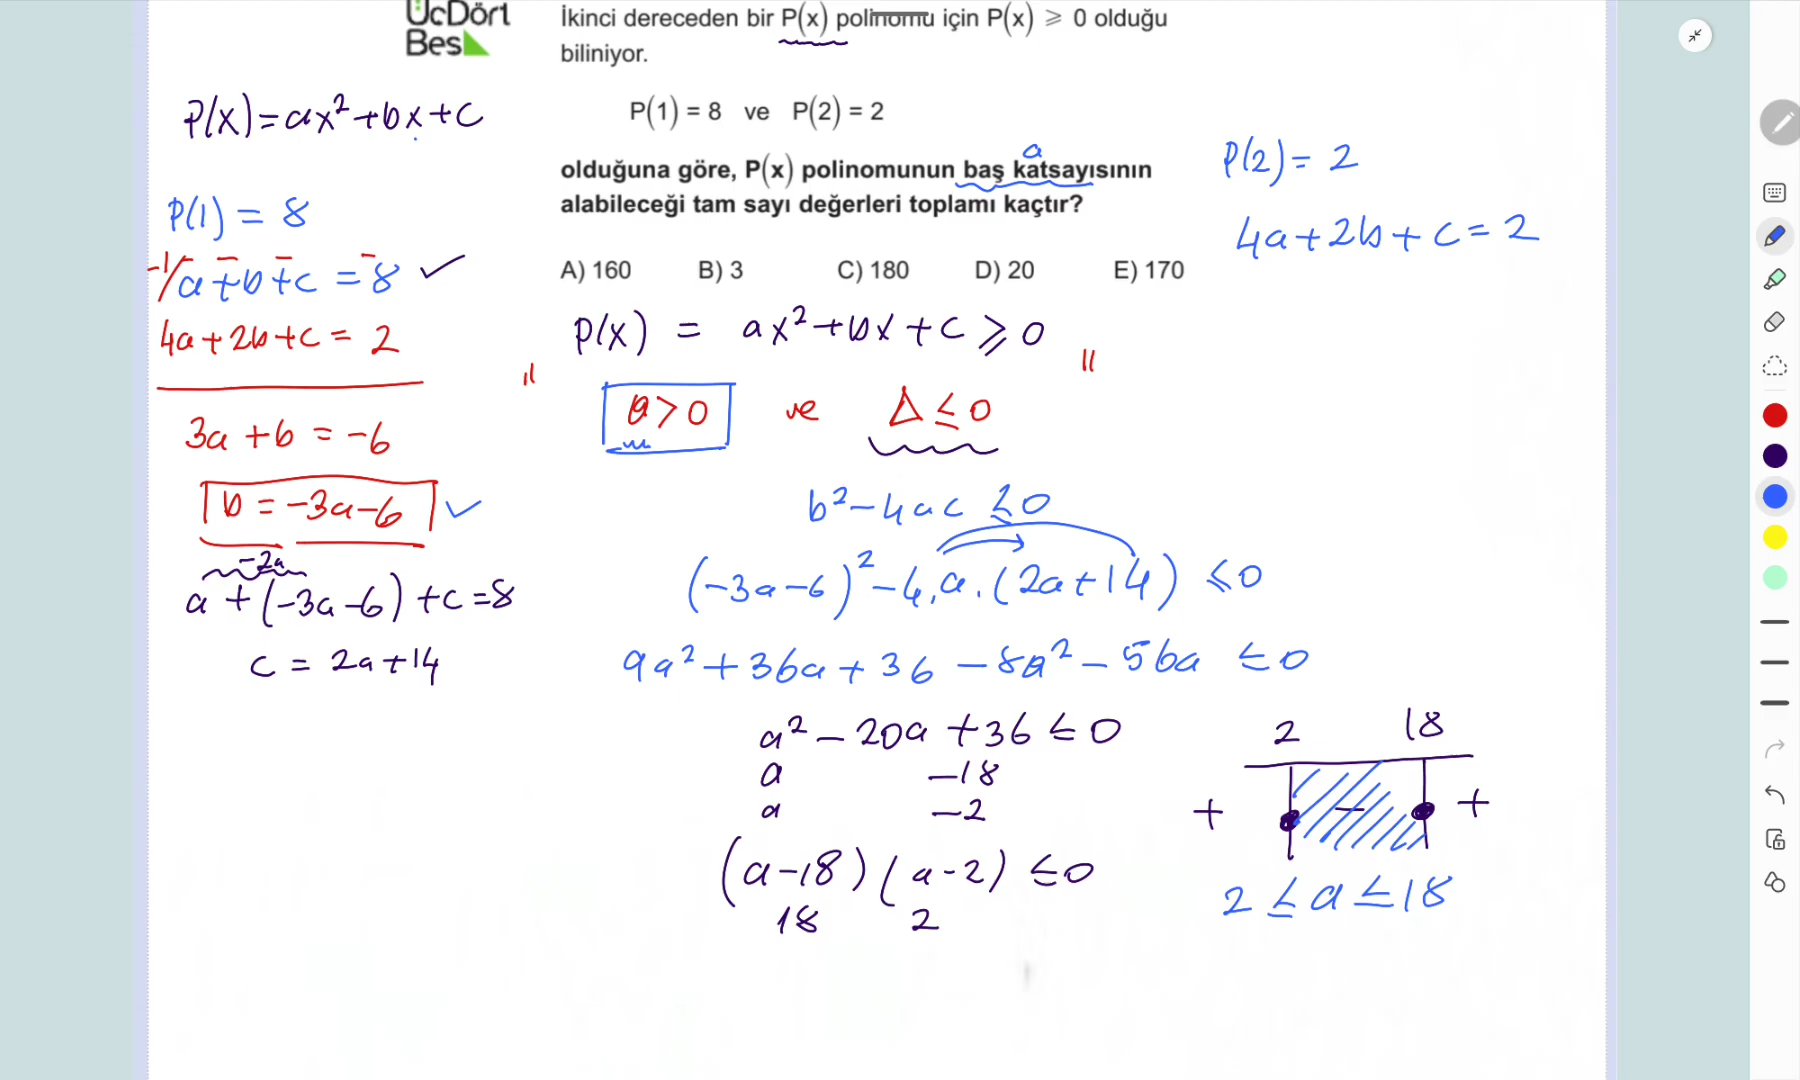 ÜçDört
Beş
İkinci dereceden bir P(x) polinomu için P(x) ⩾ 0 olduğu
biliniyor.
P(1) = 8 ve P(2) = 2
a
olduğuna göre, P(x) polinomunun baş katsayısının
alabileceği tam sayı değerleri toplamı kaçtır?
A) 160 B) 3 C) 180 D) 20 E) 170
P(x)=ax²+bx+c
P(1) = 8
-1/ a+b+c = 8 ✓
- - - -
4a+2b+c = 2
3a+b = -6
b = -3a-6 ✓
-2a
a+(-3a-6)+c=8
c = 2a+14
P(2) = 2
4a+2b+c=2
P(x) = ax²+bx+c ⩾ 0
" "
a>0 ve Δ≤0
b²-4ac ≤0
(-3a-6)²-4.a.(2a+14) ≤0
9a²+36a+36-8a²-56a ≤0
a²-20a+36≤0
a -18
a -2
(a-18)(a-2)≤0
18 2
2 18
+ - +
2≤a≤18